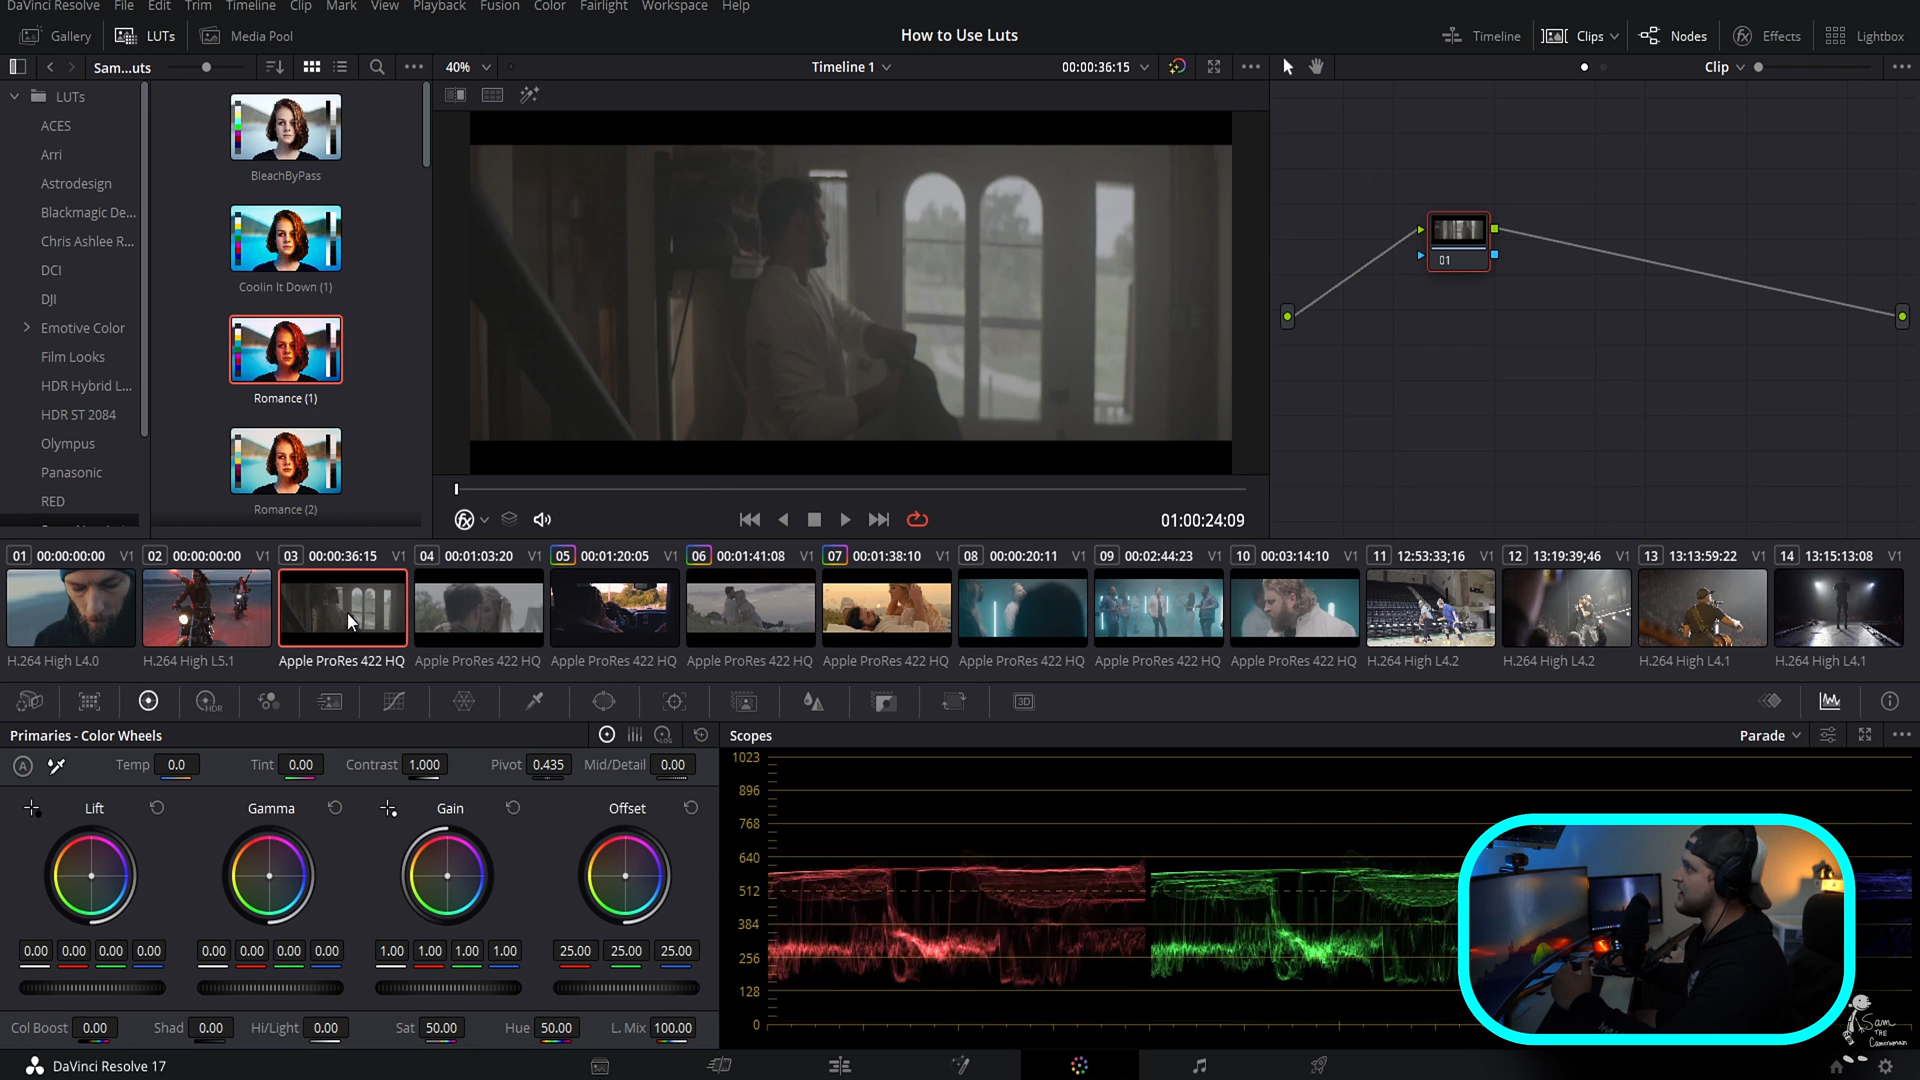 DaVinci Resolve File Edit Trim Timeline Clip Mark View Playback Fusion Color Fairlight Workspace Help
Gallery LUTs Media Pool How to Use Luts Timeline Clips Nodes Effects Lightbox
Sam...uts 40% Timeline 1 00:00:36:15 Clip
LUTs
ACES
Arri
Astrodesign
Blackmagic De...
Chris Ashlee R...
DCI
DJI
Emotive Color
Film Looks
HDR Hybrid L...
HDR ST 2084
Olympus
Panasonic
RED
BleachByPass
Coolin It Down (1)
Romance (1)
Romance (2)
01
fx 01:00:24:09
01 00:00:00:00 V1 02 00:00:00:00 V1 03 00:00:36:15 V1 04 00:01:03:20 V1 05 00:01:20:05 V1 06 00:01:41:08 V1 07 00:01:38:10 V1 08 00:00:20:11 V1 09 00:02:44:23 V1 10 00:03:14:10 V1 11 12:53:33;16 V1 12 13:19:39;46 V1 13 13:13:59:22 V1 14 13:15:13:08 V1
H.264 High L4.0 H.264 High L5.1 Apple ProRes 422 HQ Apple ProRes 422 HQ Apple ProRes 422 HQ Apple ProRes 422 HQ Apple ProRes 422 HQ Apple ProRes 422 HQ Apple ProRes 422 HQ Apple ProRes 422 HQ H.264 High L4.2 H.264 High L4.2 H.264 High L4.1 H.264 High L4.1
HDR 3D
Primaries - Color Wheels LOG
A Temp 0.0 Tint 0.00 Contrast 1.000 Pivot 0.435 Mid/Detail 0.00
Lift Gamma Gain Offset
0.00 0.00 0.00 0.00 0.00 0.00 0.00 0.00 1.00 1.00 1.00 1.00 25.00 25.00 25.00
Col Boost 0.00 Shad 0.00 Hi/Light 0.00 Sat 50.00 Hue 50.00 L. Mix 100.00
Scopes Parade
1023
896
768
640
512
384
256
128
0
Sam
THE
Cameraman
DaVinci Resolve 17